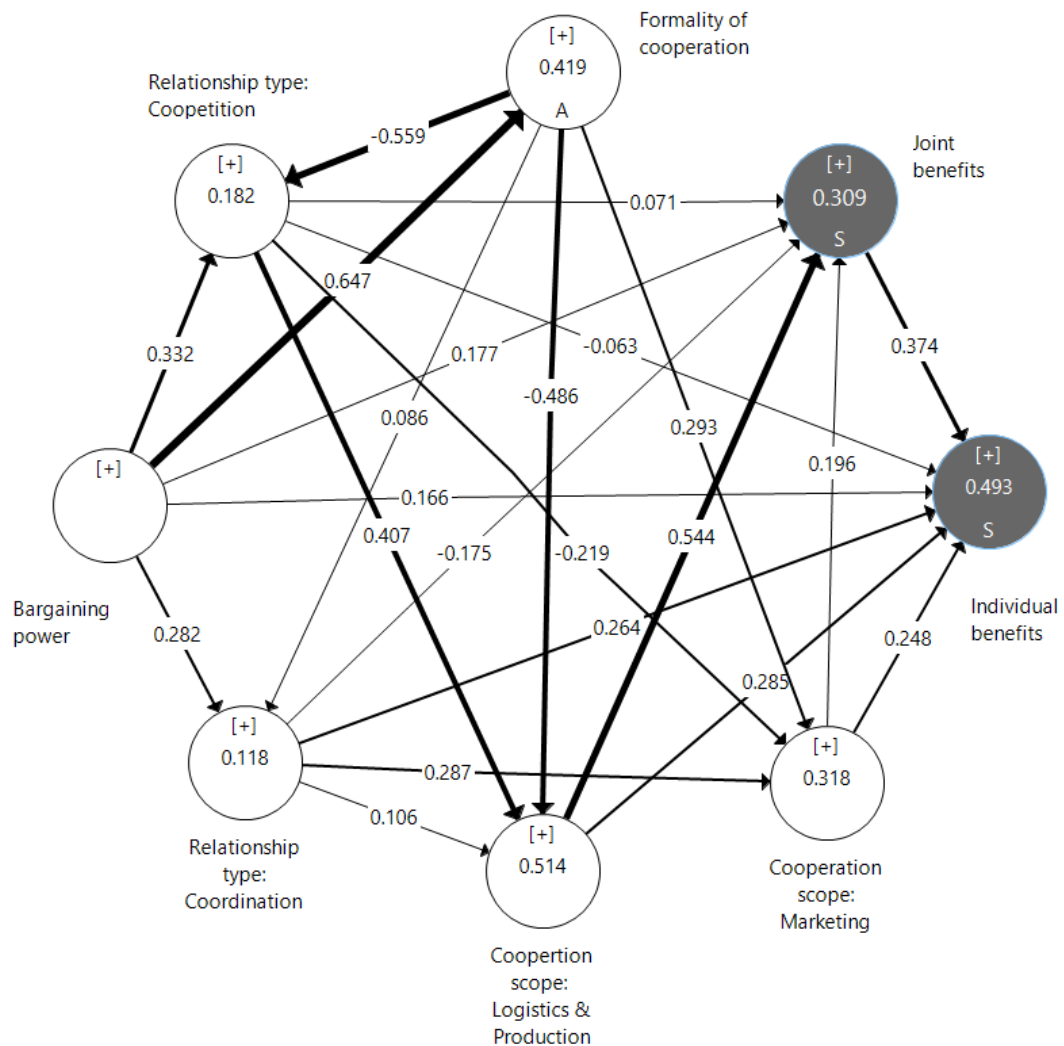 Formality of
cooperation
[+]
0.419
A
Relationship type:
Coopetition
-0.559
Joint
benefits
[+]
0.182
[+]
0.309
S
0.071
0.647
0.332
0.177
-0.063
0.374
-0.486
0.086
0.293
0.196
[+]
[+]
0.493
S
0.166
0.407
-0.175
-0.219
0.544
Bargaining
power
Individual
benefits
0.282
0.264
0.248
0.285
[+]
0.118
[+]
0.318
0.287
0.106
[+]
0.514
Relationship
type:
Coordination
Cooperation
scope:
Marketing
Coopertion
scope:
Logistics &
Production